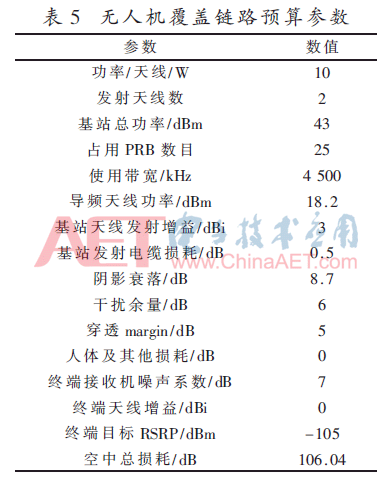 表 5 无人机覆盖链路预算参数
参数 数值
功率/天线/W 10
发射天线数 2
基站总功率/dBm 43
占用 PRB 数目 25
使用带宽/kHz 4 500
导频天线功率/dBm 18.2
基站天线发射增益/dBi 3
基站发射电缆损耗/dB 0.5
阴影衰落/dB 8.7
干扰余量/dB 6
穿透 margin/dB 5
人体及其他损耗/dB 0
终端接收机噪声系数/dB 7
终端天线增益/dBi 0
终端目标 RSRP/dBm -105
空中总损耗/dB 106.04
AET 电子技术应用
www.ChinaAET.com